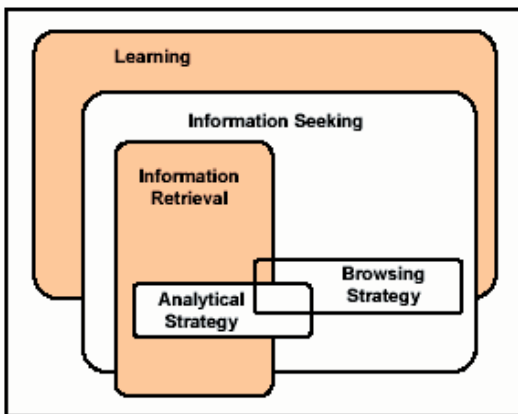 Learning
Information Seeking
Information
Retrieval
Browsing
Strategy
Analytical
Strategy